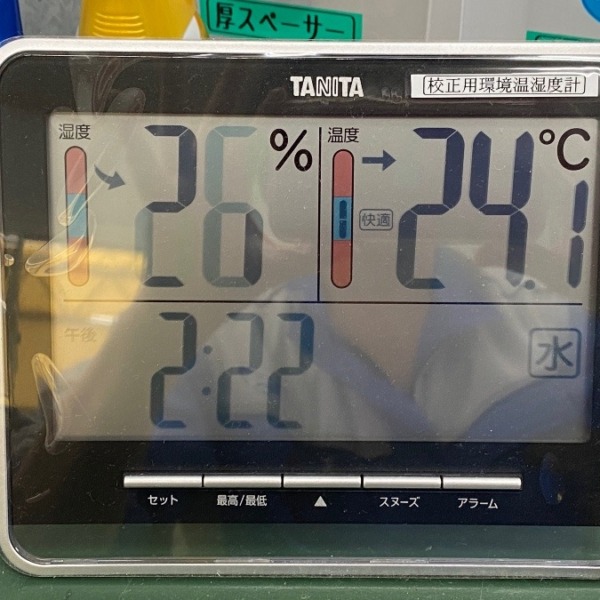 厚スペーサー
TANITA
校正用環境温湿度計
湿度
26%
温度
快適
24.1℃
午後
2:22
水
セット
最高/最低
▲
スヌーズ
アラーム